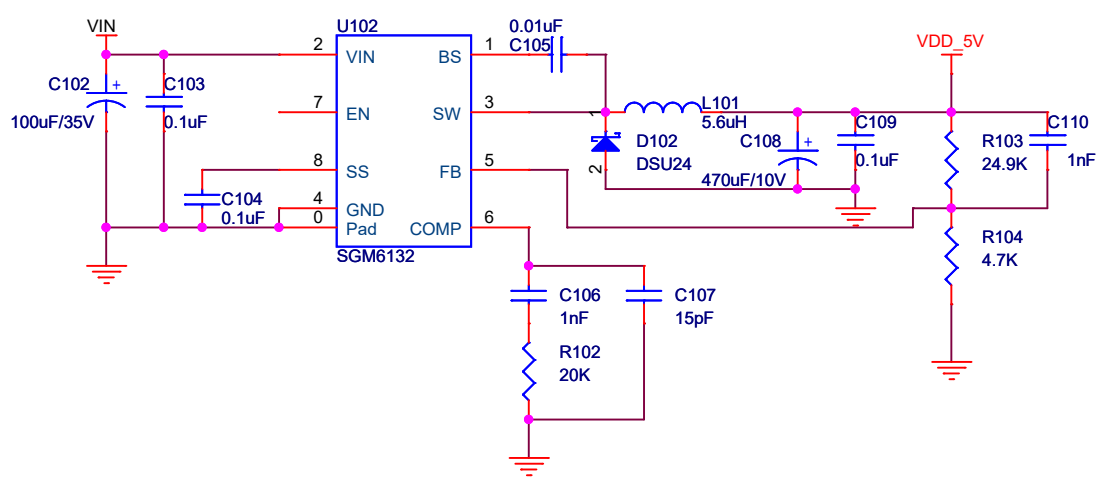 VIN
C102
100uF/35V
C103
0.1uF
C104
0.1uF
U102
2
VIN
7
EN
8
SS
4
GND
0
Pad
BS
1
SW
3
FB
5
COMP
6
SGM6132
0.01uF
C105
1
2
D102
DSU24
L101
5.6uH
C108
470uF/10V
C109
0.1uF
VDD_5V
R103
24.9K
C110
1nF
R104
4.7K
C106
1nF
C107
15pF
R102
20K